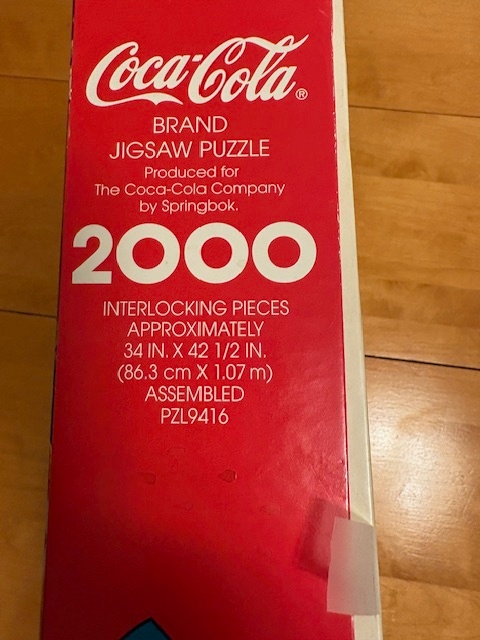 Coca-Cola®
BRAND
JIGSAW PUZZLE
Produced for
The Coca-Cola Company
by Springbok.
2000
INTERLOCKING PIECES
APPROXIMATELY
34 IN. X 42 1/2 IN.
(86.3 cm X 1.07 m)
ASSEMBLED
PZL9416